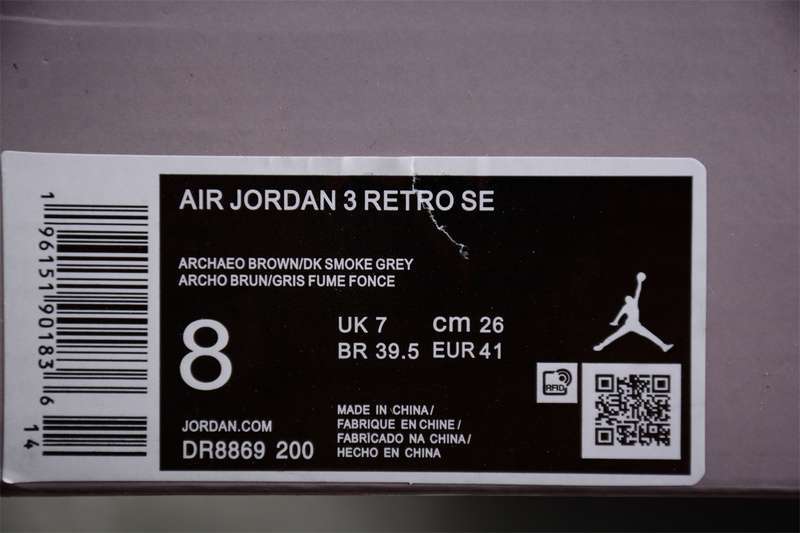 AIR JORDAN 3 RETRO SE
ARCHAEO BROWN/DK SMOKE GREY
ARCHO BRUN/GRIS FUME FONCE
8
UK 7 cm 26
BR 39.5 EUR 41
JORDAN.COM
DR8869 200
MADE IN CHINA/
FABRIQUE EN CHINE/
FABRICADO NA CHINA/
HECHO EN CHINA
RFID
1 96151 90183 6
14